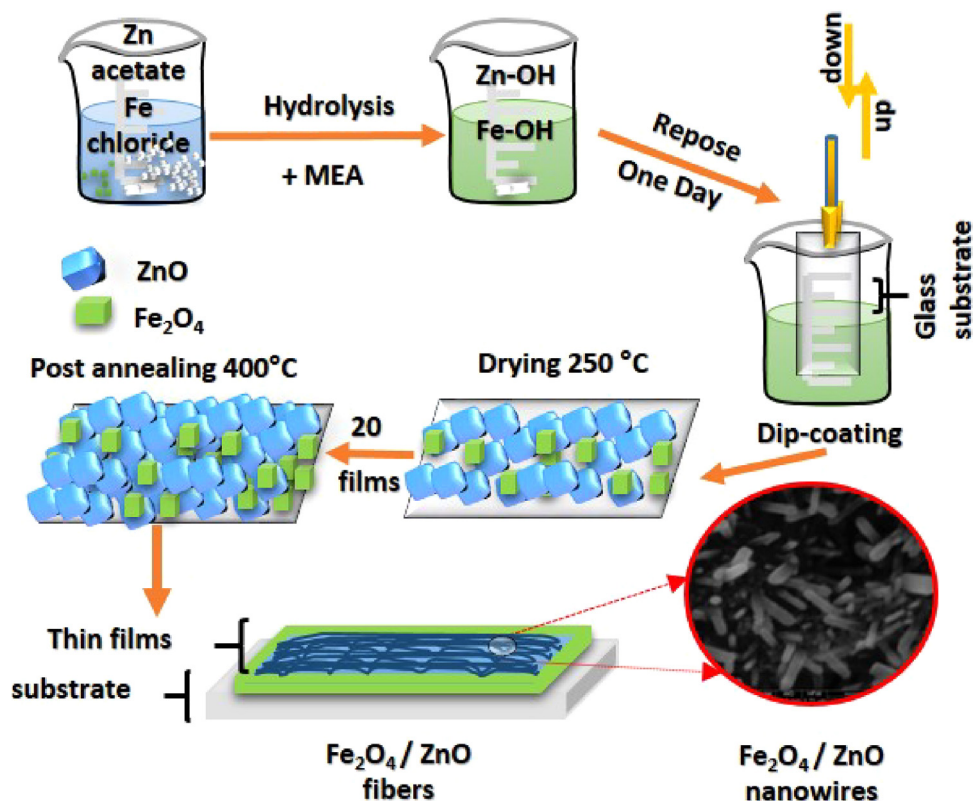 Zn
acetate
Fe
chloride
Hydrolysis
+ MEA
Zn-OH
Fe-OH
Repose
One Day
down
up
Glass
substrate
ZnO
Fe₂O₄
Post annealing 400°C
Drying 250 °C
20
films
Dip-coating
Thin films
substrate
Fe₂O₄ / ZnO
fibers
Fe₂O₄ / ZnO
nanowires